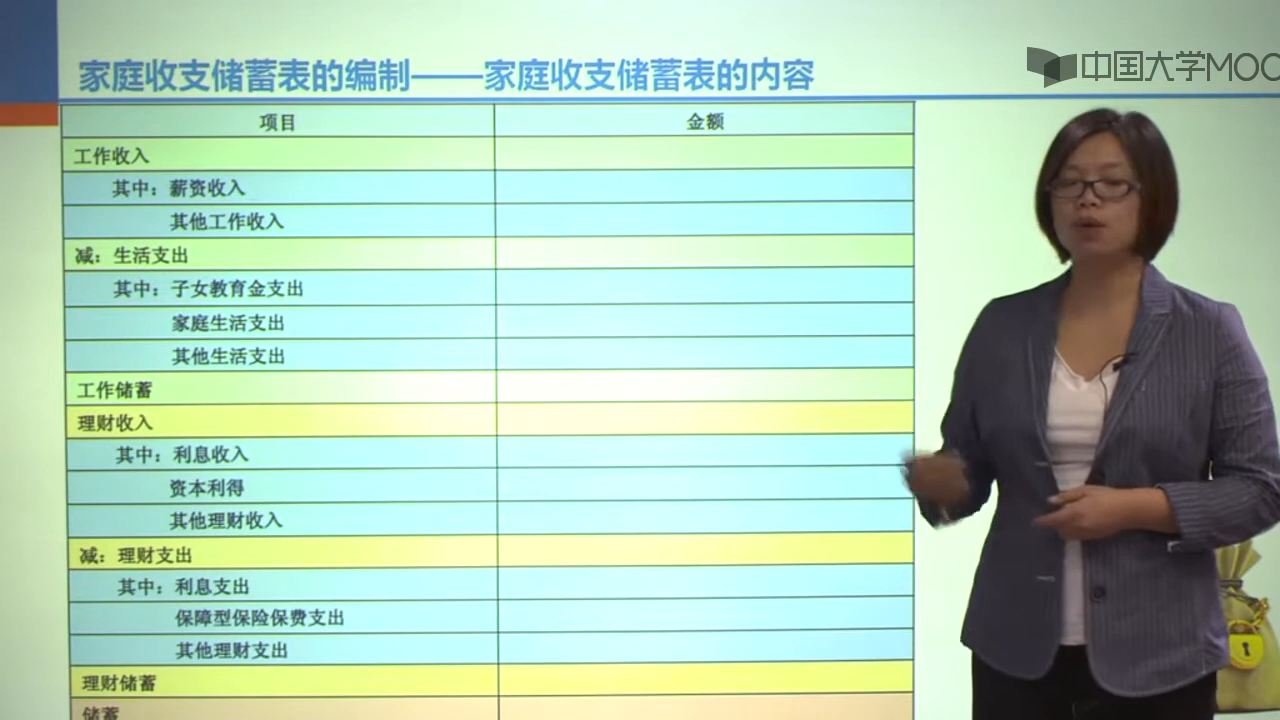 家庭收支储蓄表的编制——家庭收支储蓄表的内容
中国大学MOO
项目 金额
工作收入
其中：薪资收入
其他工作收入
减：生活支出
其中：子女教育金支出
家庭生活支出
其他生活支出
工作储蓄
理财收入
其中：利息收入
资本利得
其他理财收入
减：理财支出
其中：利息支出
保障型保险保费支出
其他理财支出
理财储蓄
储蓄